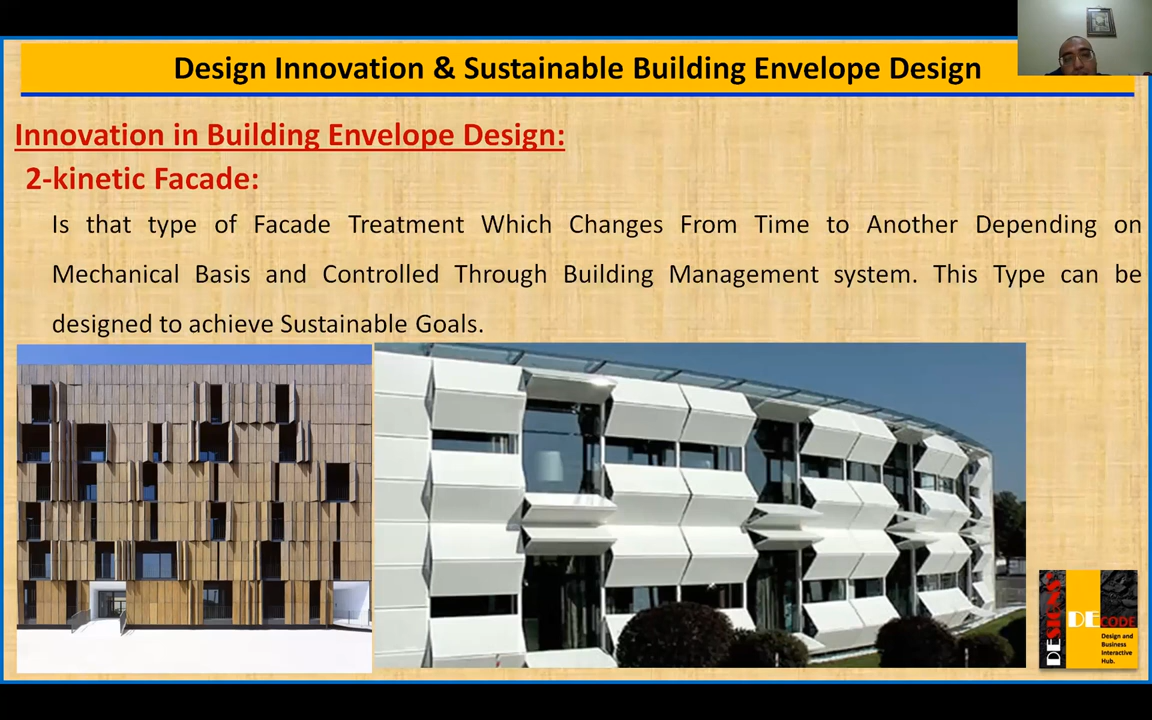 Design Innovation & Sustainable Building Envelope Design
Innovation in Building Envelope Design:
2-kinetic Facade:
Is that type of Facade Treatment Which Changes From Time to Another Depending on
Mechanical Basis and Controlled Through Building Management system. This Type can be
designed to achieve Sustainable Goals.
DESIGNS'
DECODE
Design and
Business
Interactive
Hub.